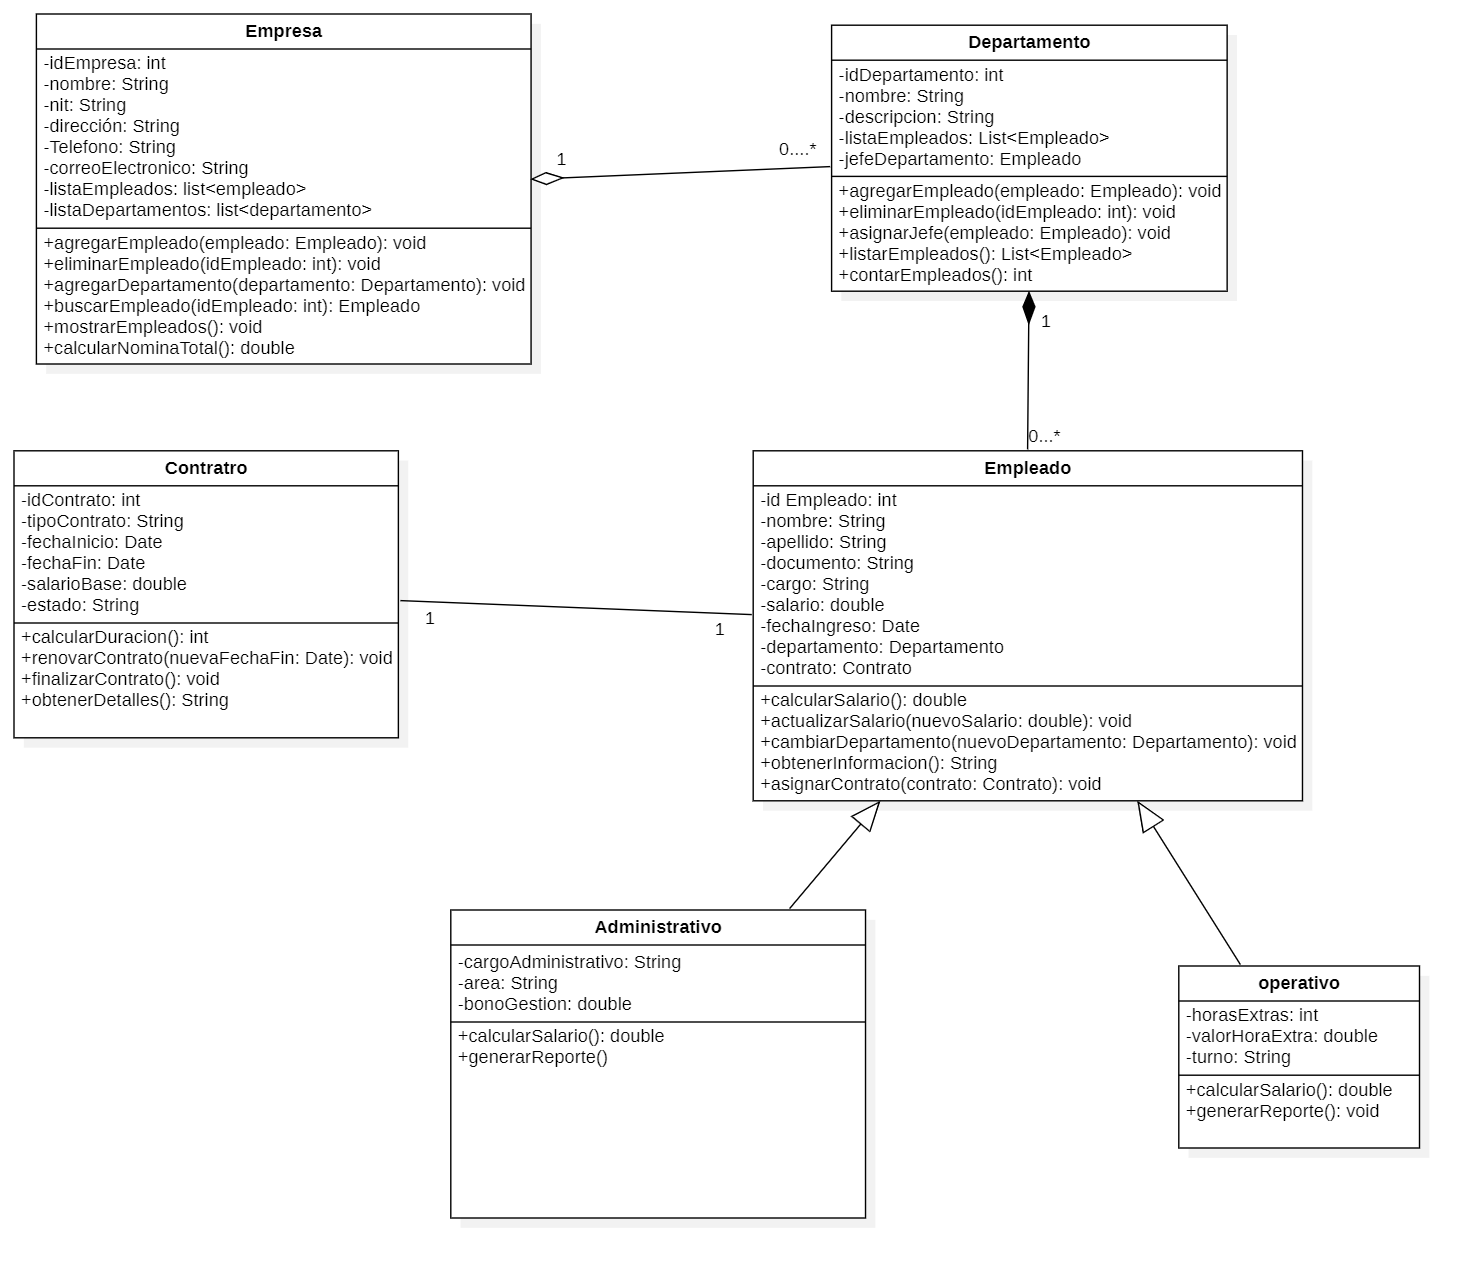 Empresa
-idEmpresa: int
-nombre: String
-nit: String
-dirección: String
-Telefono: String
-correoElectronico: String
-listaEmpleados: list<empleado>
-listaDepartamentos: list<departamento>
+agregarEmpleado(empleado: Empleado): void
+eliminarEmpleado(idEmpleado: int): void
+agregarDepartamento(departamento: Departamento): void
+buscarEmpleado(idEmpleado: int): Empleado
+mostrarEmpleados(): void
+calcularNominaTotal(): double
1
0....*
Departamento
-idDepartamento: int
-nombre: String
-descripcion: String
-listaEmpleados: List<Empleado>
-jefeDepartamento: Empleado
+agregarEmpleado(empleado: Empleado): void
+eliminarEmpleado(idEmpleado: int): void
+asignarJefe(empleado: Empleado): void
+listarEmpleados(): List<Empleado>
+contarEmpleados(): int
1
0...*
Contratro
-idContrato: int
-tipoContrato: String
-fechaInicio: Date
-fechaFin: Date
-salarioBase: double
-estado: String
+calcularDuracion(): int
+renovarContrato(nuevaFechaFin: Date): void
+finalizarContrato(): void
+obtenerDetalles(): String
1
1
Empleado
-id Empleado: int
-nombre: String
-apellido: String
-documento: String
-cargo: String
-salario: double
-fechaIngreso: Date
-departamento: Departamento
-contrato: Contrato
+calcularSalario(): double
+actualizarSalario(nuevoSalario: double): void
+cambiarDepartamento(nuevoDepartamento: Departamento): void
+obtenerInformacion(): String
+asignarContrato(contrato: Contrato): void
Administrativo
-cargoAdministrativo: String
-area: String
-bonoGestion: double
+calcularSalario(): double
+generarReporte()
operativo
-horasExtras: int
-valorHoraExtra: double
-turno: String
+calcularSalario(): double
+generarReporte(): void